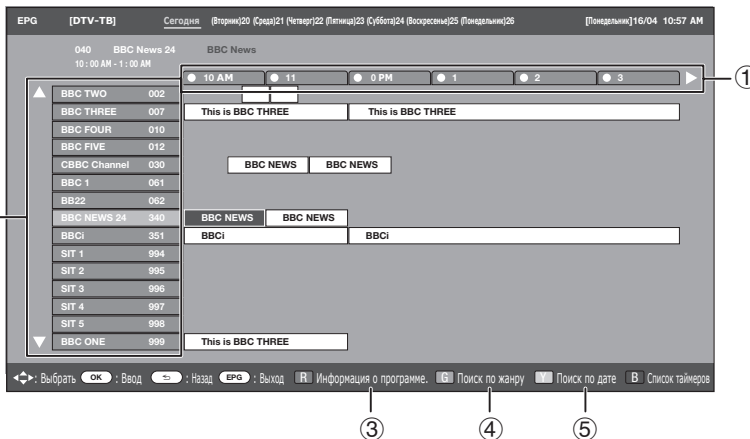 EPG [DTV-TB] Сегодня (Вторник)20 (Среда)21 (Четверг)22 (Пятница)23 (Суббота)24 (Воскресенье)25 (Понедельник)26 [Понедельник]16/04 10:57 AM
040 BBC News 24 BBC News
10 : 00 AM - 1 : 00 AM
10 AM 11 0 PM 1 2 3 ①
BBC TWO 002
BBC THREE 007 This is BBC THREE This is BBC THREE
BBC FOUR 010
BBC FIVE 012
CBBC Channel 030 BBC NEWS BBC NEWS
BBC 1 061
BB22 062
BBC NEWS 24 340 BBC NEWS BBC NEWS
BBCi 351 BBCi BBCi
SIT 1 994
SIT 2 995
SIT 3 996
SIT 4 997
SIT 5 998
BBC ONE 999 This is BBC THREE
: Выбрать OK : Ввод : Назад EPG : Выход R Информация о программе. G Поиск по жанру Y Поиск по дате B Список таймеров
③ ④ ⑤